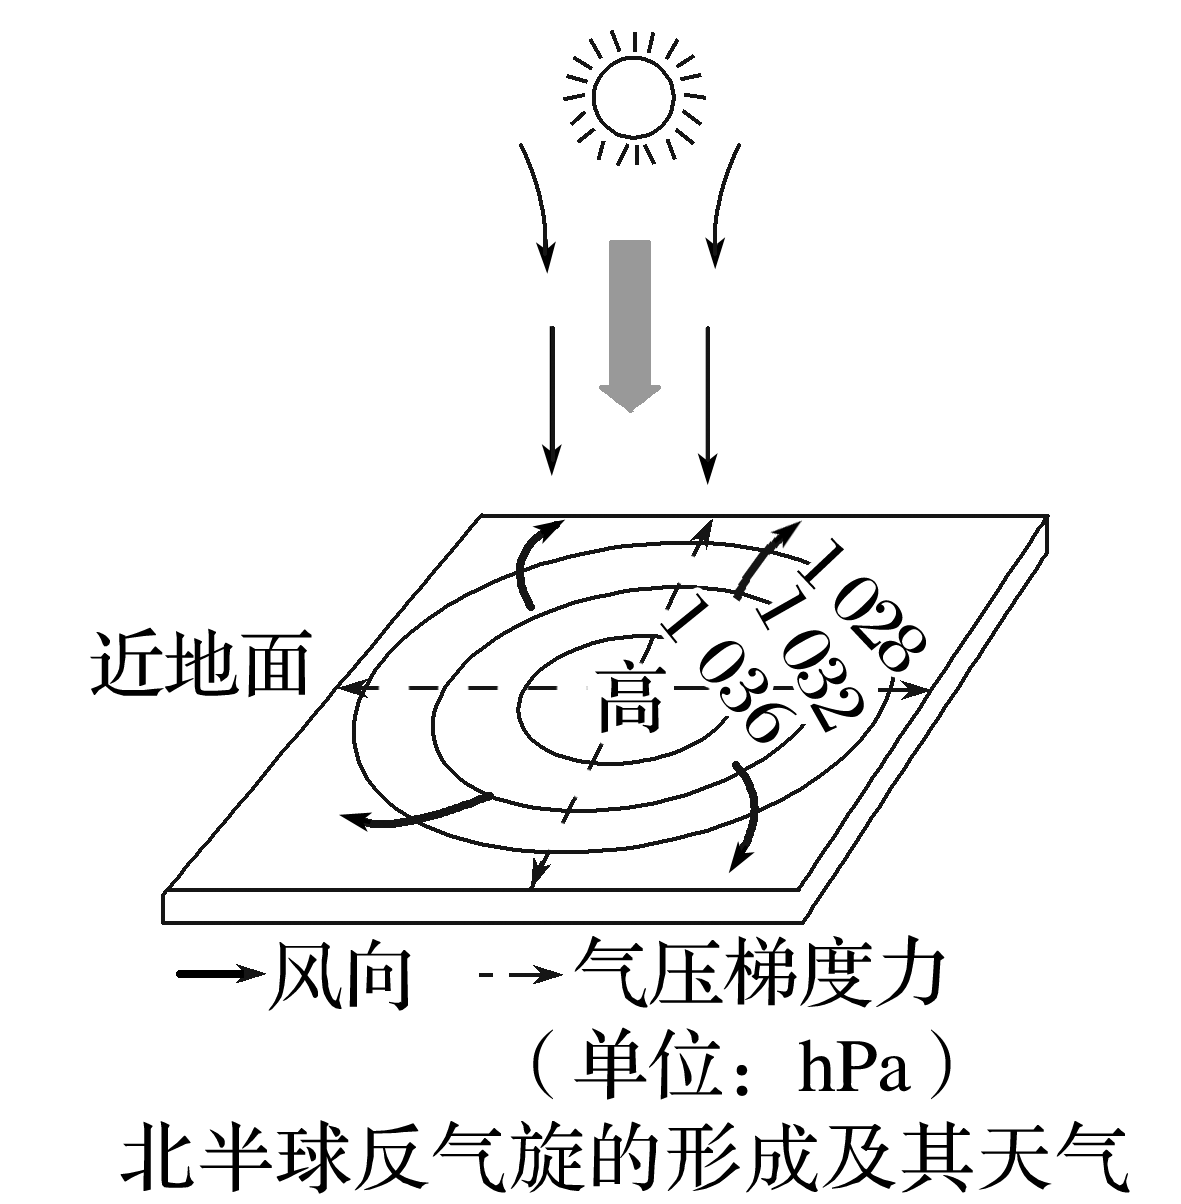 1 028
1 032
1 036
近地面
高
风向 气压梯度力
（单位：hPa）
北半球反气旋的形成及其天气